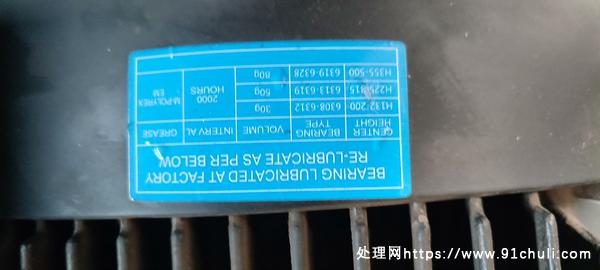 BEARING LUBRICATED AT FACTORY
RE-LUBRICATE AS PER BELOW
CENTER HEIGHT BEARING TYPE VOLUME INTERVAL GREASE
H132-200 6308-6312 30g 2000 HOURS M-POLYREX EM
H225-315 6313-6319 50g
H355-500 6319-6328 80g
处理网https://www.91chuli.com/